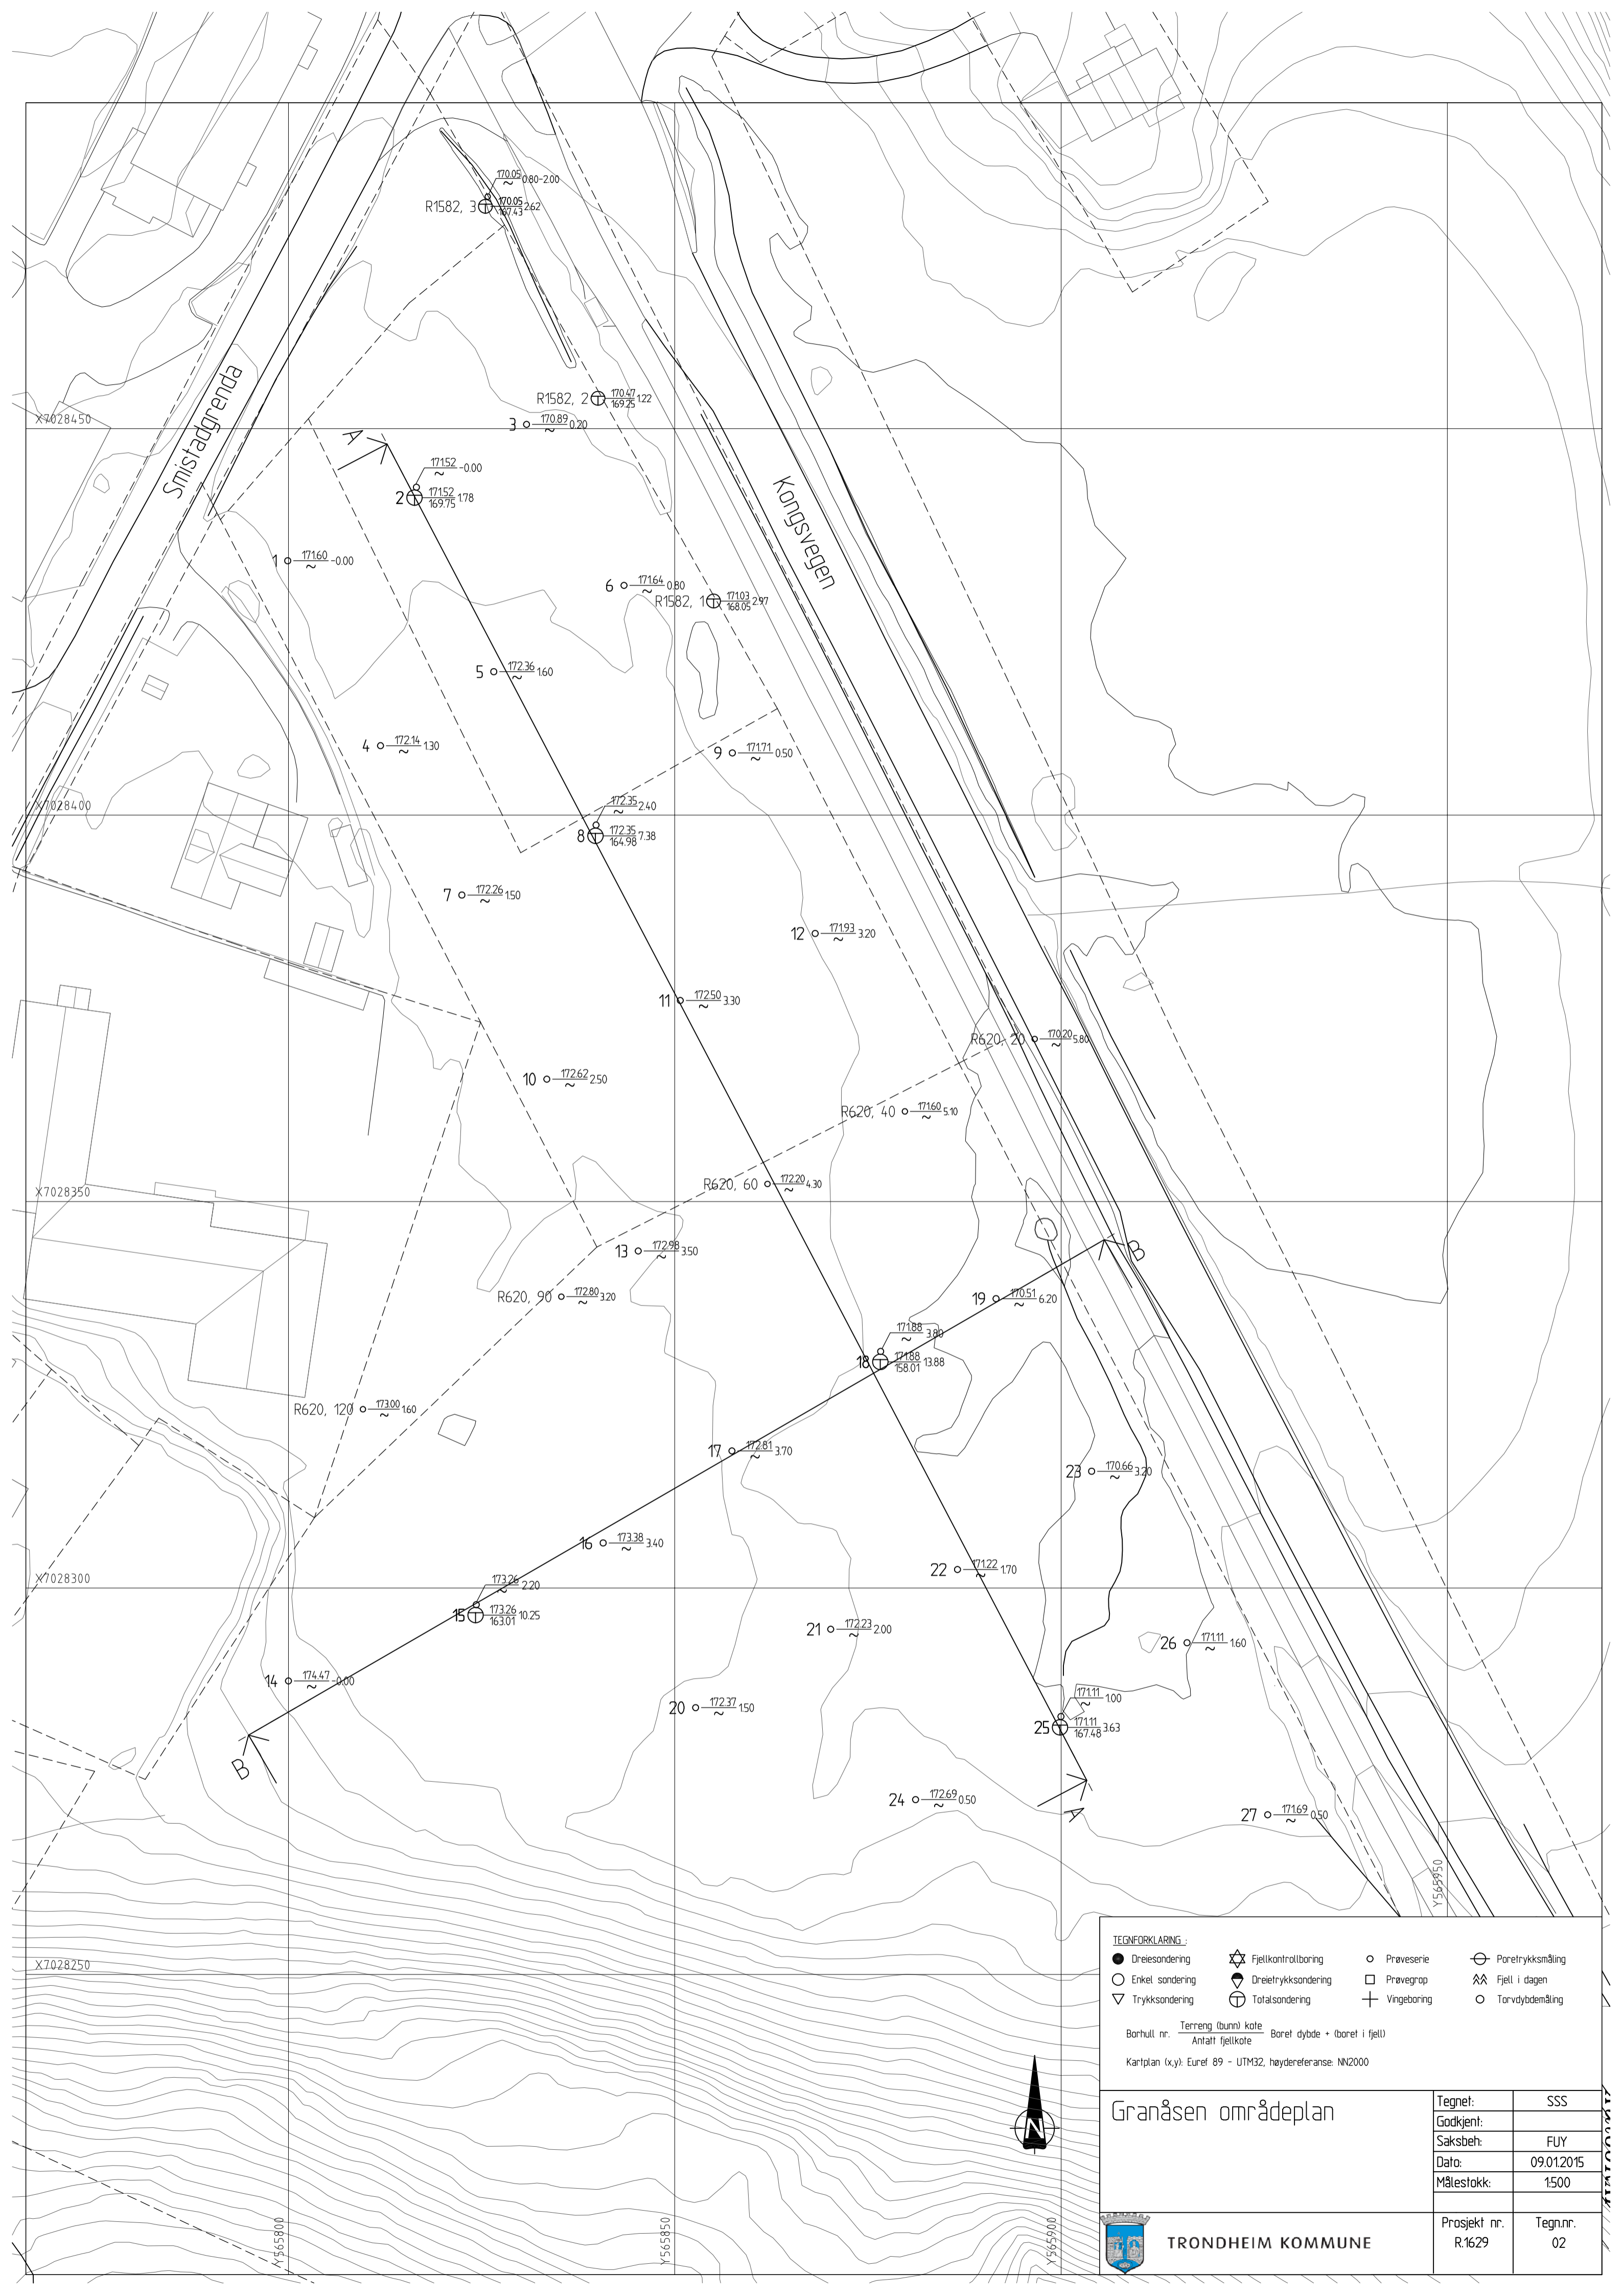 170.05
~ 0.80-2.00
R1582, 3 170.05 2.62
167.43
Smistadgrenda
Kongsvegen
R1582, 2 170.47 1.22
169.25
X7028450
3 170.89 0.20
~
A
171.52 -0.00
~
2 171.52 1.78
169.75
1 171.60 -0.00
~
6 171.64 0.80
~
R1582, 1 171.03 2.97
168.05
5 172.36 1.60
~
4 172.14 1.30
~
9 171.71 0.50
~
X7028400
172.35 2.40
~
8 172.35 7.38
164.98
7 172.26 1.50
~
12 171.93 3.20
~
11 172.50 3.30
~
R620, 20 170.20 5.80
~
10 172.62 2.50
~
R620, 40 171.60 5.10
~
R620, 60 172.20 4.30
~
X7028350
13 172.98 3.50
~
B
R620, 90 172.80 3.20
~
19 170.51 6.20
~
171.88 3.80
~
18 171.88 13.88
158.01
R620, 120 173.00 1.60
~
17 172.81 3.70
~
23 170.66 3.20
~
16 173.38 3.40
~
22 171.22 1.70
~
X7028300
173.26 2.20
~
15 173.26 10.25
163.01
21 172.23 2.00
~
26 171.11 1.60
~
14 174.47 -0.00
~
20 172.37 1.50
~
171.11 1.00
~
25 171.11 3.63
167.48
B
24 172.69 0.50
~
A
27 171.69 0.50
~
X7028250
Y565800
Y565850
Y565900
Y565950
TEGNFORKLARING :
Dreiesondering Fjellkontrollboring Prøveserie Poretrykksmåling
Enkel sondering Dreietrykksondering Prøvegrop Fjell i dagen
Trykksondering Totalsondering Vingeboring Torvdybdemåling
Borhull nr. Terreng (bunn) kote Boret dybde + (boret i fjell)
Antatt fjellkote
Kartplan (x,y): Euref 89 - UTM32, høydereferanse: NN2000
N
Granåsen områdeplan
Tegnet: SSS
Godkjent:
Saksbeh: FUY
Dato: 09.01.2015
Målestokk: 1:500
TRONDHEIM KOMMUNE
Prosjekt nr. Tegn.nr.
R.1629 02